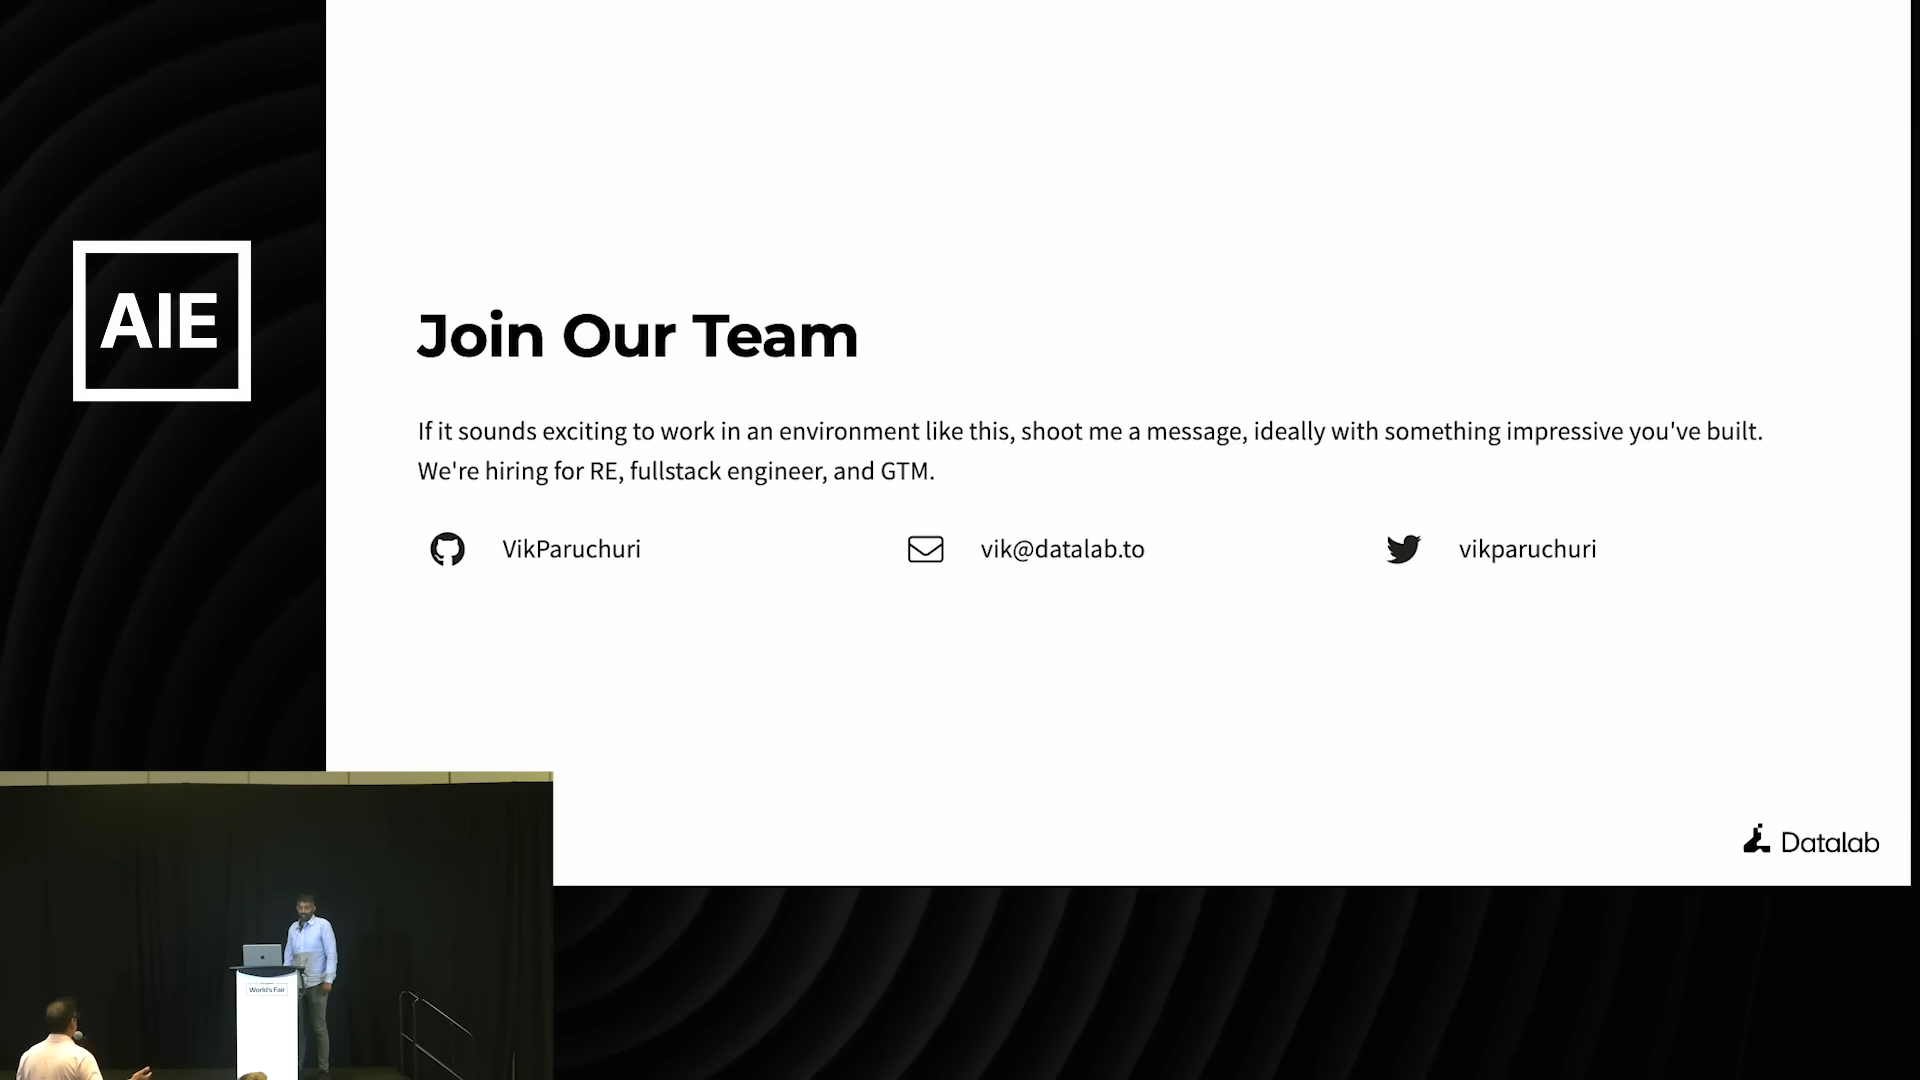 AIE
Join Our Team
If it sounds exciting to work in an environment like this, shoot me a message, ideally with something impressive you've built.
We're hiring for RE, fullstack engineer, and GTM.
VikParuchuri
vik@datalab.to
vikparuchuri
Datalab
World's Fair